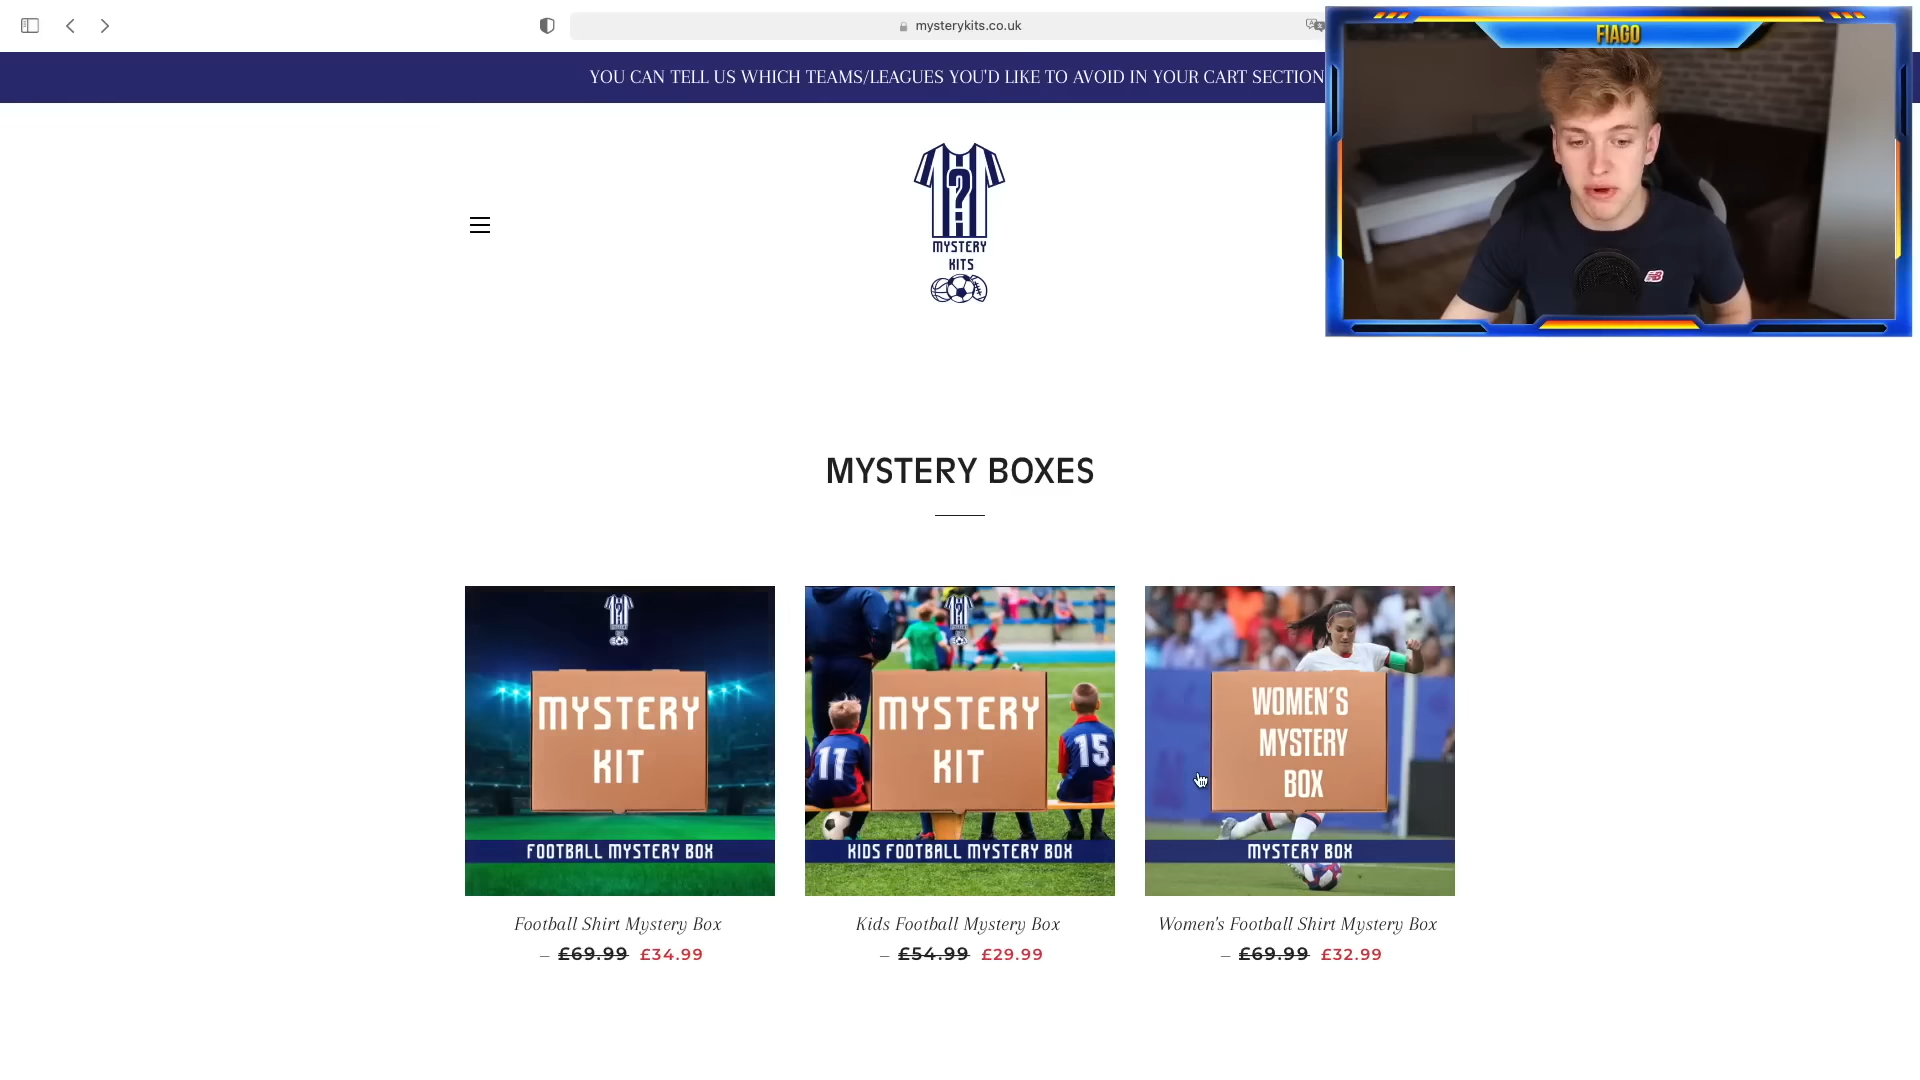 mysterykits.co.uk
YOU CAN TELL US WHICH TEAMS/LEAGUES YOU'D LIKE TO AVOID IN YOUR CART SECTION
FIAGO
NB
?
MYSTERY
KITS
MYSTERY BOXES
MYSTERY
KIT
FOOTBALL MYSTERY BOX
11
MYSTERY
KIT
15
KIDS FOOTBALL MYSTERY BOX
WOMEN'S
MYSTERY
BOX
MYSTERY BOX
Football Shirt Mystery Box
– £69.99 £34.99
Kids Football Mystery Box
– £54.99 £29.99
Women's Football Shirt Mystery Box
– £69.99 £32.99